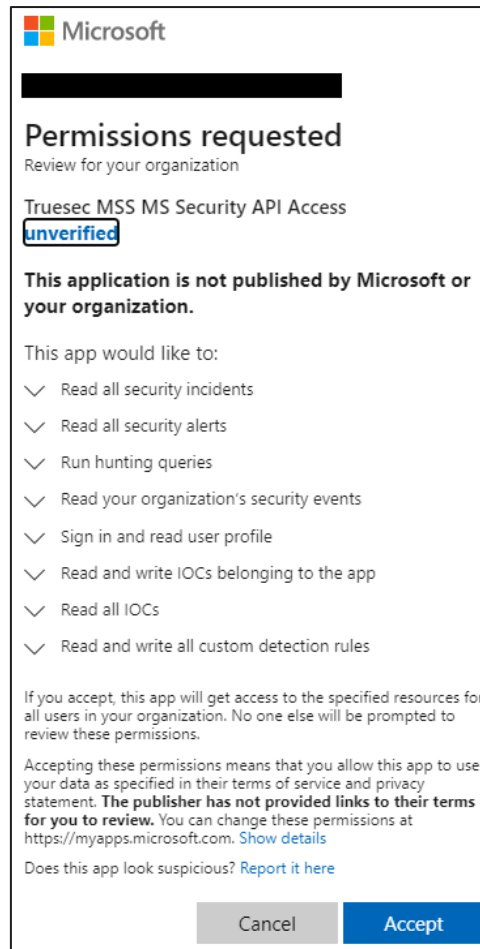 Microsoft
Permissions requested
Review for your organization
Truesec MSS MS Security API Access
unverified
This application is not published by Microsoft or
your organization.
This app would like to:
Read all security incidents
Read all security alerts
Run hunting queries
Read your organization's security events
Sign in and read user profile
Read and write IOCs belonging to the app
Read all IOCs
Read and write all custom detection rules
If you accept, this app will get access to the specified resources for
all users in your organization. No one else will be prompted to
review these permissions.
Accepting these permissions means that you allow this app to use
your data as specified in their terms of service and privacy
statement. The publisher has not provided links to their terms
for you to review. You can change these permissions at
https://myapps.microsoft.com. Show details
Does this app look suspicious? Report it here
Cancel
Accept